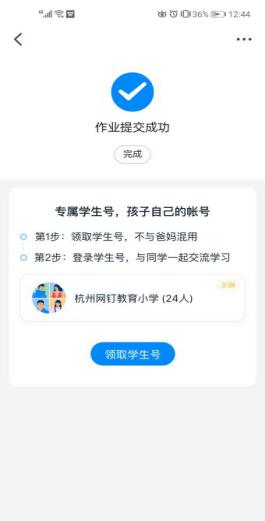 36% 12:44
作业提交成功
完成
专属学生号，孩子自己的帐号
第1步：领取学生号，不与爸妈混用
第2步：登录学生号，与同学一起交流学习
示例
杭州网钉教育小学 (24人)
领取学生号